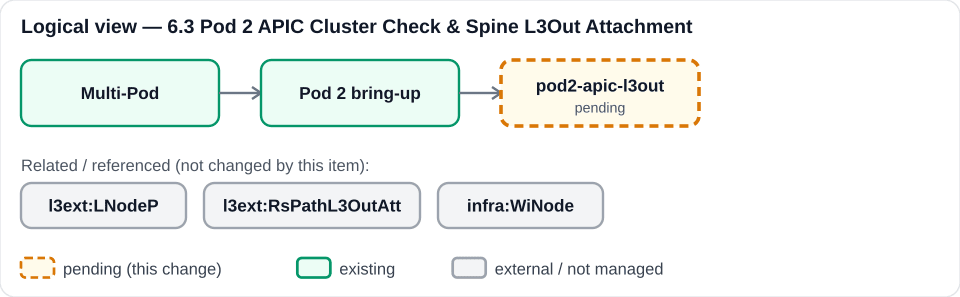 Logical view — 6.3 Pod 2 APIC Cluster Check & Spine L3Out Attachment
Multi-Pod
Pod 2 bring-up
pod2-apic-l3out
pending
Related / referenced (not changed by this item):
l3ext:LNodeP
l3ext:RsPathL3OutAtt
infra:WiNode
pending (this change)
existing
external / not managed